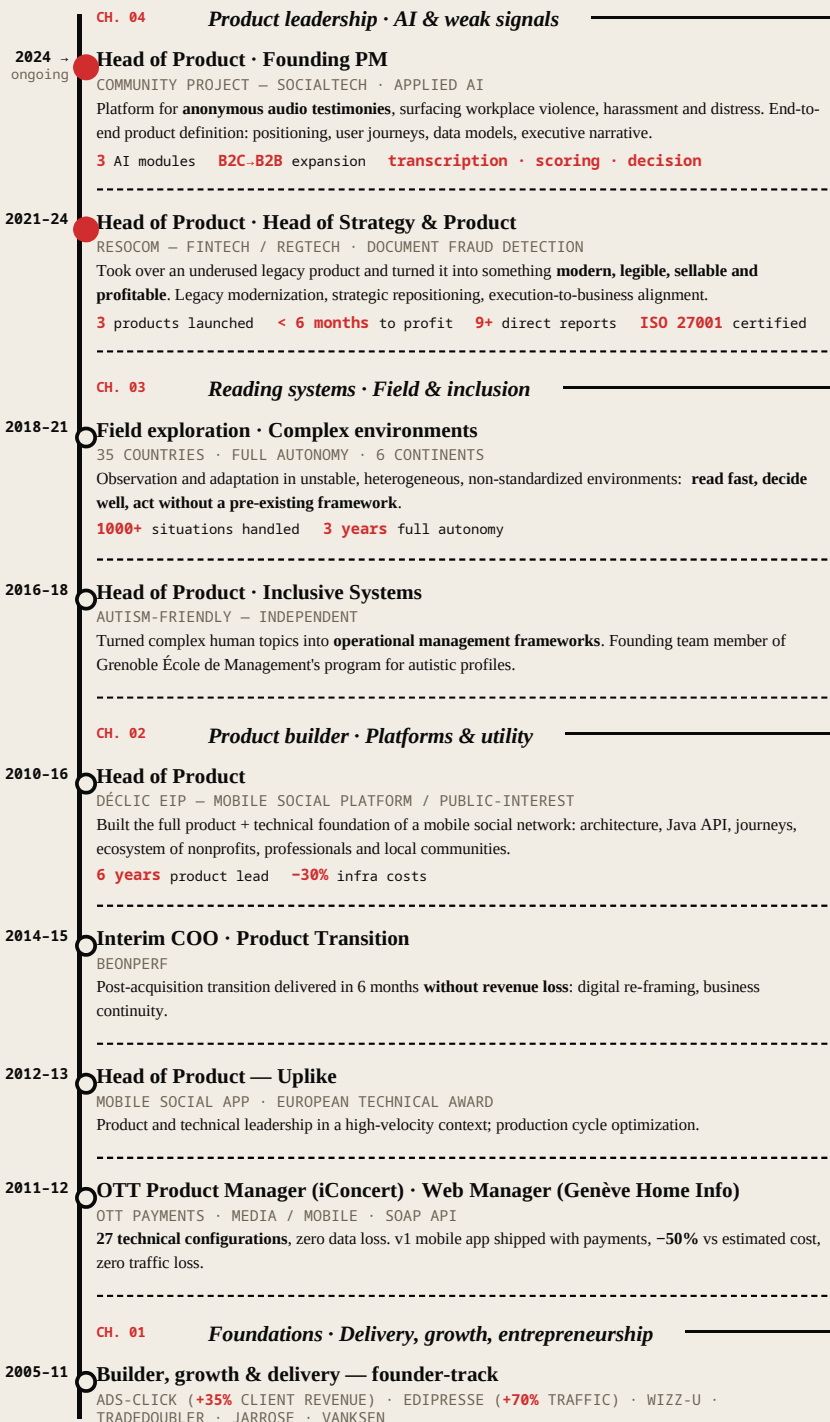 CH. 04 Product leadership · AI & weak signals
2024 → Head of Product · Founding PM
ongoing COMMUNITY PROJECT — SOCIALTECH · APPLIED AI
Platform for anonymous audio testimonies, surfacing workplace violence, harassment and distress. End-to-
end product definition: positioning, user journeys, data models, executive narrative.
3 AI modules B2C→B2B expansion transcription · scoring · decision
2021–24 Head of Product · Head of Strategy & Product
RESOCOM — FINTECH / REGTECH · DOCUMENT FRAUD DETECTION
Took over an underused legacy product and turned it into something modern, legible, sellable and
profitable. Legacy modernization, strategic repositioning, execution-to-business alignment.
3 products launched < 6 months to profit 9+ direct reports ISO 27001 certified
CH. 03 Reading systems · Field & inclusion
2018–21 Field exploration · Complex environments
35 COUNTRIES · FULL AUTONOMY · 6 CONTINENTS
Observation and adaptation in unstable, heterogeneous, non-standardized environments: read fast, decide
well, act without a pre-existing framework.
1000+ situations handled 3 years full autonomy
2016–18 Head of Product · Inclusive Systems
AUTISM-FRIENDLY — INDEPENDENT
Turned complex human topics into operational management frameworks. Founding team member of
Grenoble École de Management's program for autistic profiles.
CH. 02 Product builder · Platforms & utility
2010–16 Head of Product
DÉCLIC EIP — MOBILE SOCIAL PLATFORM / PUBLIC-INTEREST
Built the full product + technical foundation of a mobile social network: architecture, Java API, journeys,
ecosystem of nonprofits, professionals and local communities.
6 years product lead −30% infra costs
2014–15 Interim COO · Product Transition
BEONPERF
Post-acquisition transition delivered in 6 months without revenue loss: digital re-framing, business
continuity.
2012–13 Head of Product — Uplike
MOBILE SOCIAL APP · EUROPEAN TECHNICAL AWARD
Product and technical leadership in a high-velocity context; production cycle optimization.
2011–12 OTT Product Manager (iConcert) · Web Manager (Genève Home Info)
OTT PAYMENTS · MEDIA / MOBILE · SOAP API
27 technical configurations, zero data loss. v1 mobile app shipped with payments, −50% vs estimated cost,
zero traffic loss.
CH. 01 Foundations · Delivery, growth, entrepreneurship
2005–11 Builder, growth & delivery — founder-track
ADS-CLICK (+35% CLIENT REVENUE) · EDIPRESSE (+70% TRAFFIC) · WIZZ-U ·
TRADEDOUBLER · JARROSE · VANKSEN